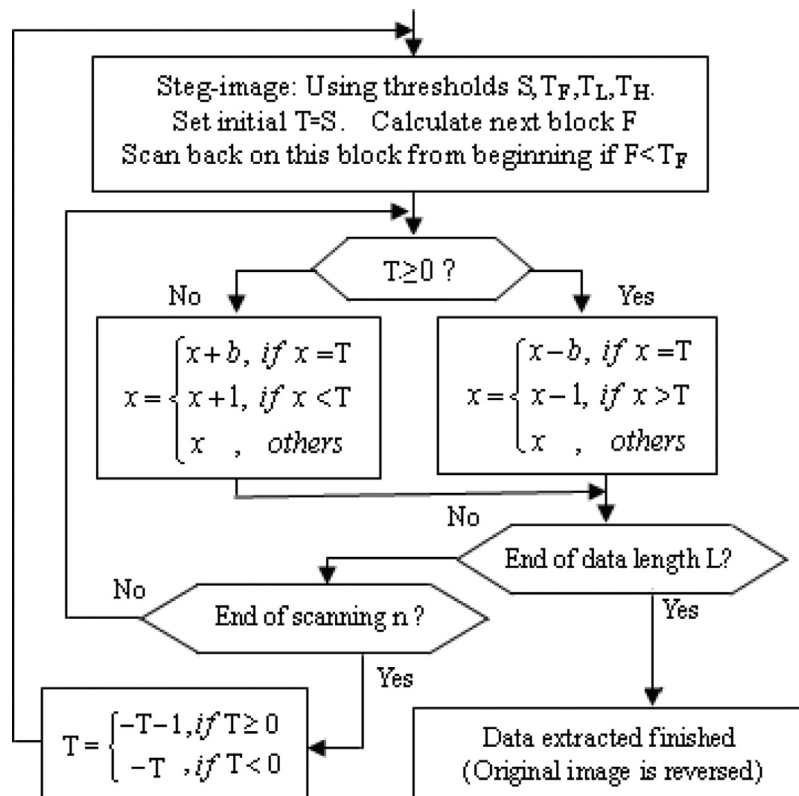 Steg-image: Using thresholds S,T_F,T_L,T_H.
Set initial T=S. Calculate next block F
Scan back on this block from beginning if F<T_F
T≥0 ?
No
Yes
x = { x+b, if x =T
x+1, if x <T
x , others
x = { x−b, if x =T
x−1, if x >T
x , others
No
End of data length L?
No
End of scanning n ?
Yes
Yes
T = { −T−1, if T≥ 0
−T , if T< 0
Data extracted finished
(Original image is reversed)